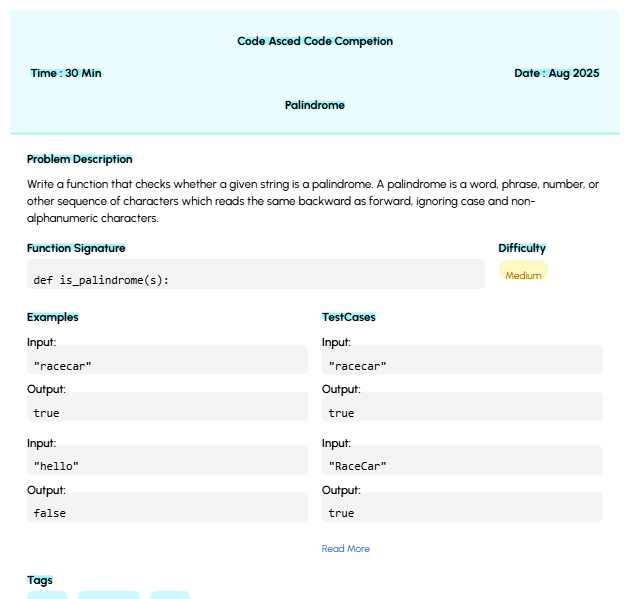 Code Asced Code Competion
Time : 30 Min
Date : Aug 2025
Palindrome
Problem Description
Write a function that checks whether a given string is a palindrome. A palindrome is a word, phrase, number, or
other sequence of characters which reads the same backward as forward, ignoring case and non-
alphanumeric characters.
Function Signature
Difficulty
def is_palindrome(s):
Medium
Examples
Input:
"racecar"
Output:
true
Input:
"hello"
Output:
false
TestCases
Input:
"racecar"
Output:
true
Input:
"RaceCar"
Output:
true
Read More
Tags